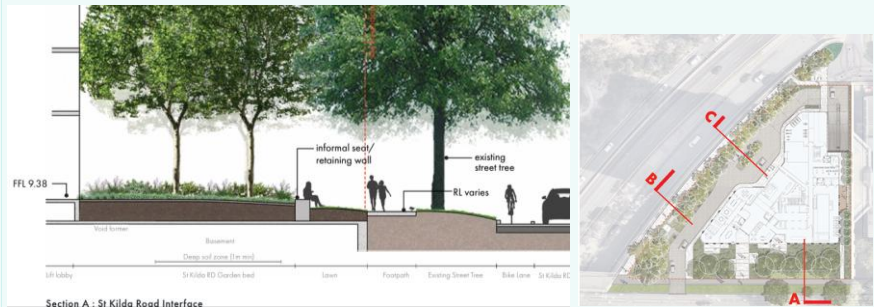 informal seat/
retaining wall
existing
street tree
FFL 9.38
RL varies
Void former
Basement
Deep soil zone (1m min)
Lift lobby
St Kilda RD Garden bed
Lawn
Footpath
Existing Street Tree
Bike Lane
St Kilda RD
Section A : St Kilda Road Interface
C
B
A